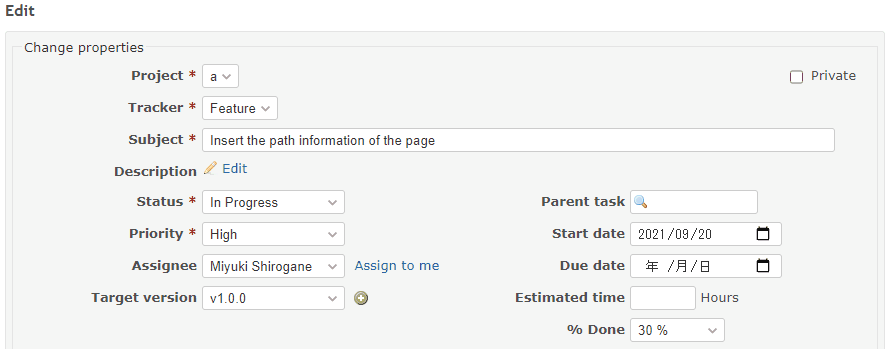 Edit
Change properties
Project * a
Private
Tracker * Feature
Subject * Insert the path information of the page
Description Edit
Status * In Progress
Parent task
Priority * High
Start date 2021/09/20
Assignee Miyuki Shirogane Assign to me
Due date 年 /月/日
Target version v1.0.0
Estimated time Hours
% Done 30 %